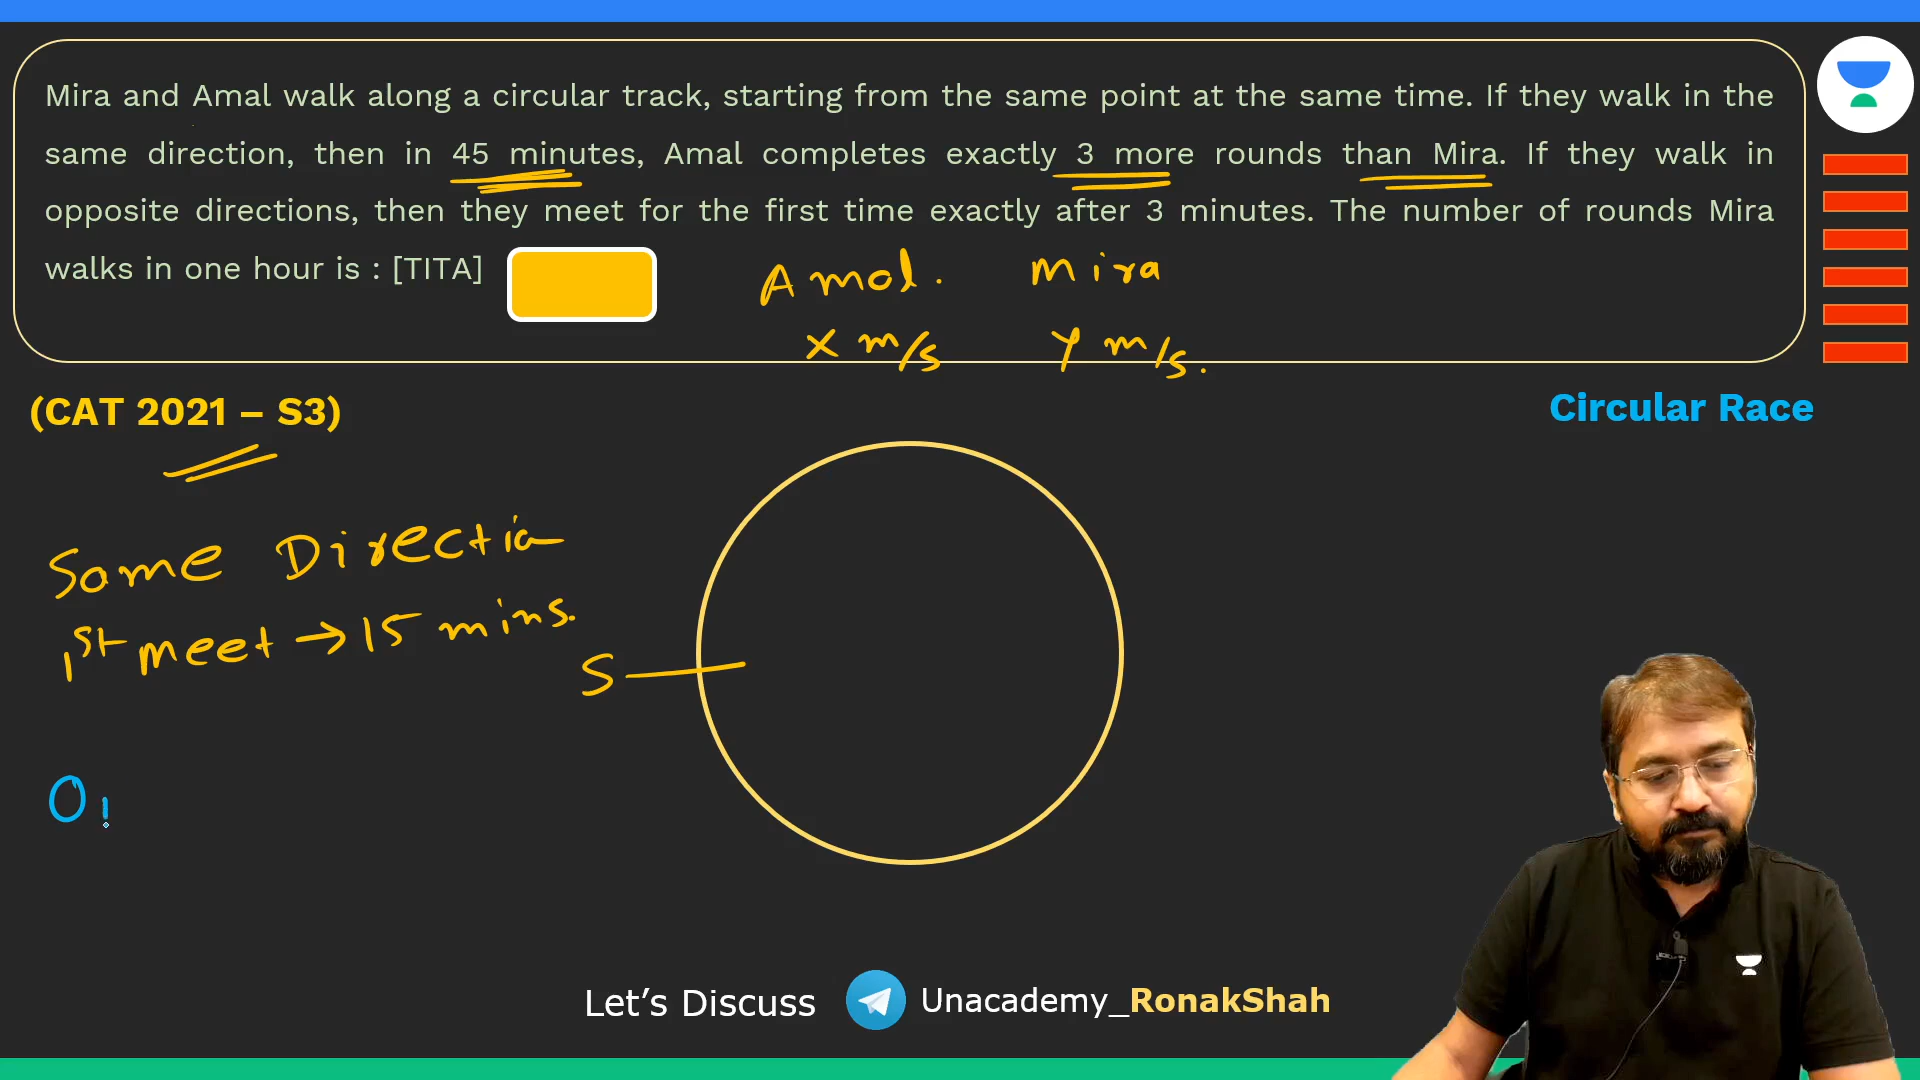 Mira and Amal walk along a circular track, starting from the same point at the same time. If they walk in the
same direction, then in 45 minutes, Amal completes exactly 3 more rounds than Mira. If they walk in
opposite directions, then they meet for the first time exactly after 3 minutes. The number of rounds Mira
walks in one hour is : [TITA]
Amol. Mira
X m/s Y m/s.
(CAT 2021 – S3)
Circular Race
Same Directio
1st meet → 15 mins.
S
O
Let's Discuss
Unacademy_RonakShah